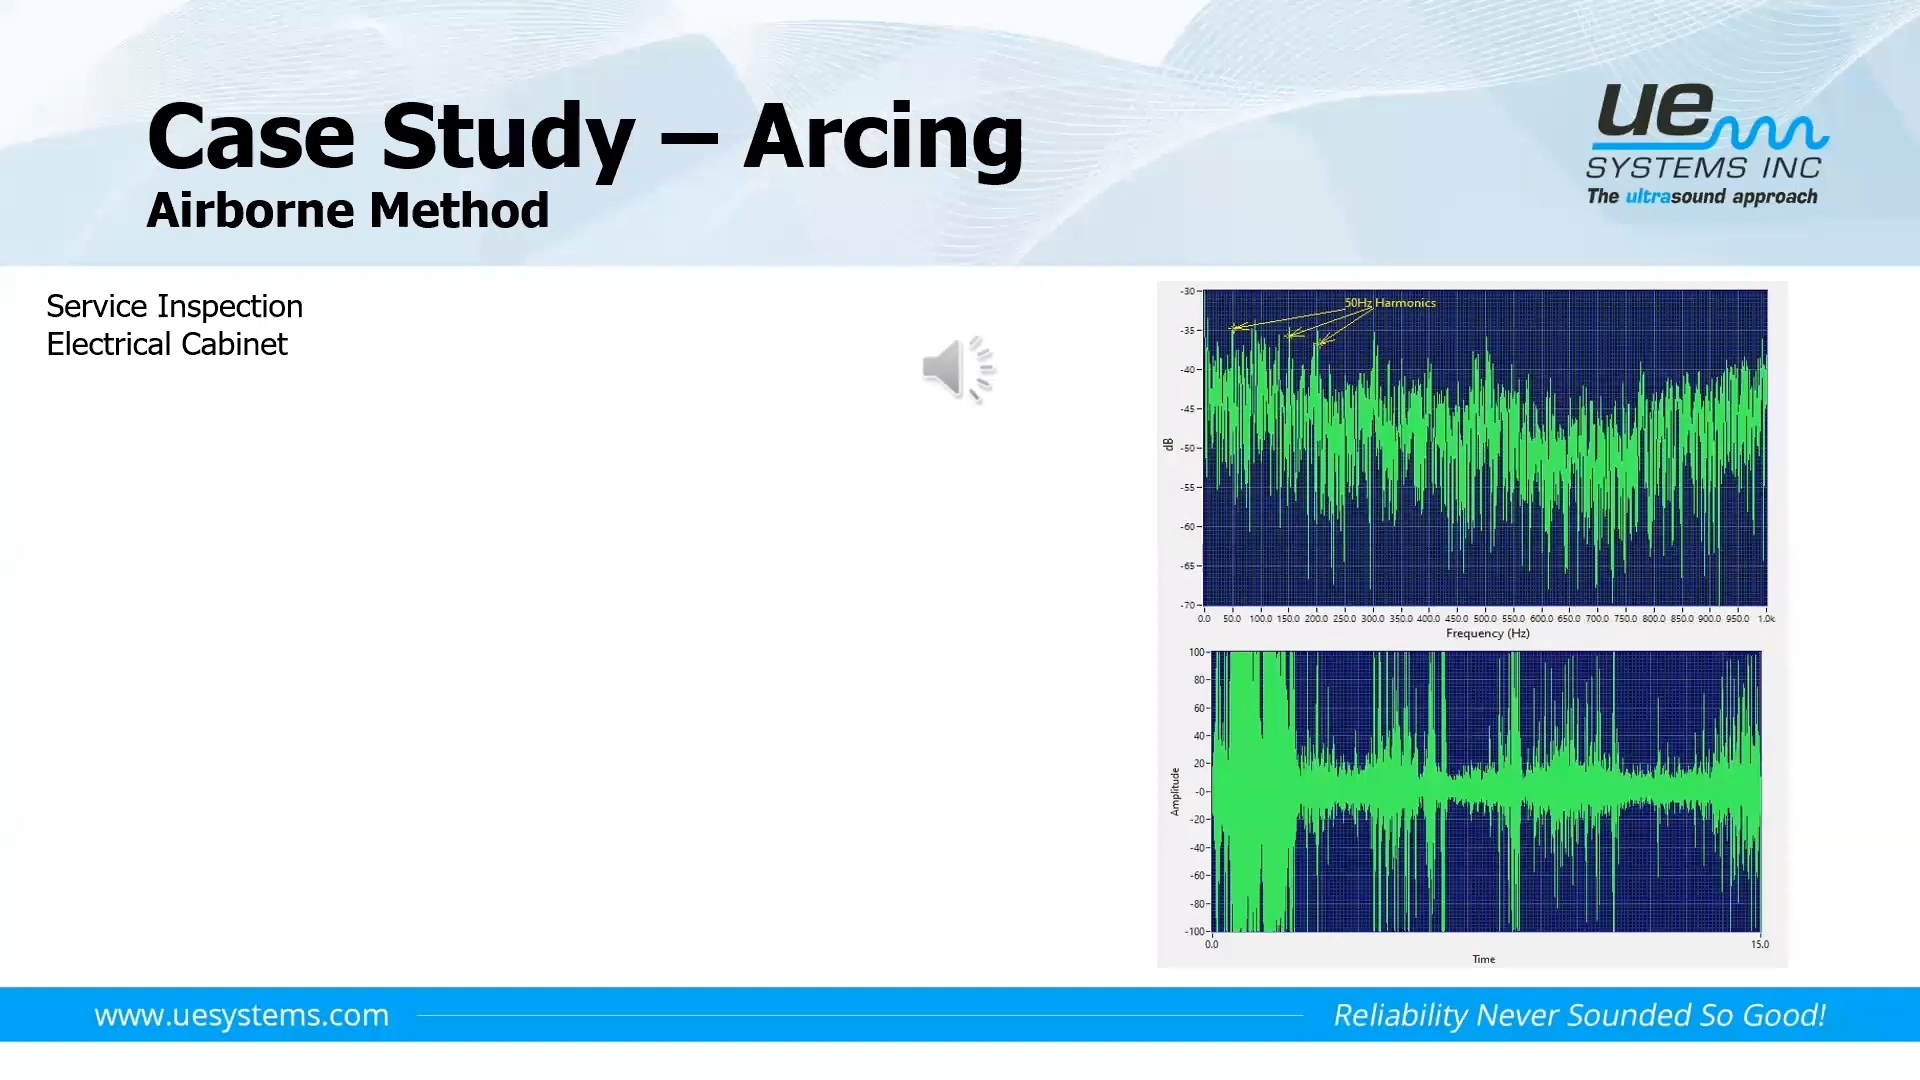 Case Study – Arcing
Airborne Method
ue
SYSTEMS INC
The ultrasound approach
Service Inspection
Electrical Cabinet
50Hz Harmonics
-30
-35
-40
-45
-50
-55
-60
-65
-70
dB
0.0 50.0 100.0 150.0 200.0 250.0 300.0 350.0 400.0 450.0 500.0 550.0 600.0 650.0 700.0 750.0 800.0 850.0 900.0 950.0 1.0k
Frequency (Hz)
100
80
60
40
20
-0
-20
-40
-60
-80
-100
Amplitude
0.0 15.0
Time
www.uesystems.com
Reliability Never Sounded So Good!